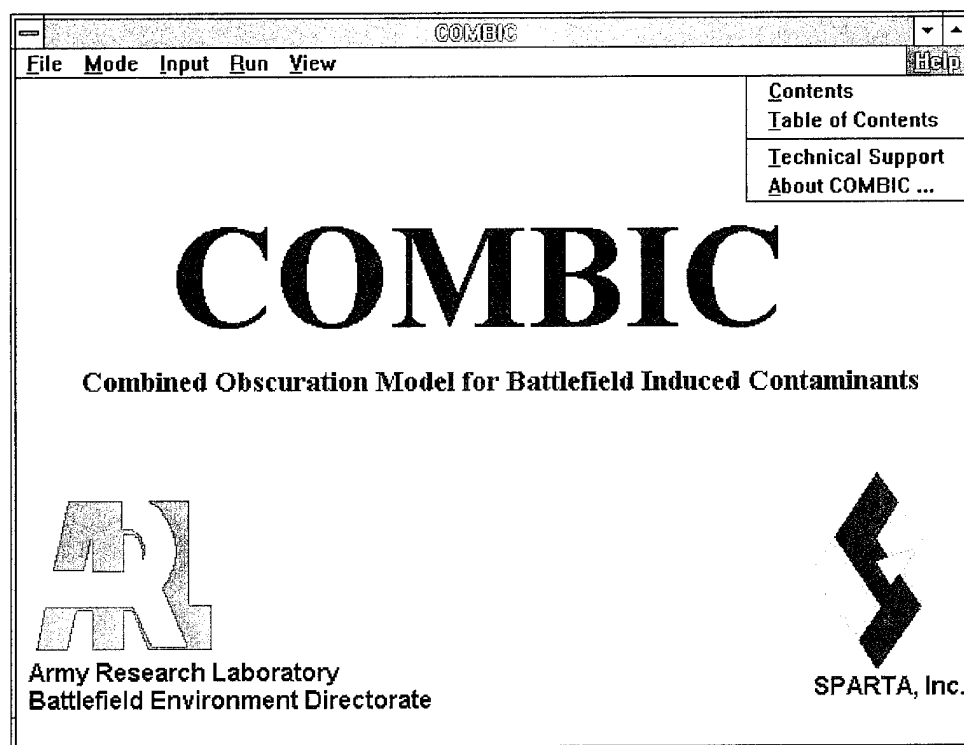 COMBIC
File Mode Input Run View Help
Contents
Table of Contents
Technical Support
About COMBIC ...
COMBIC
Combined Obscuration Model for Battlefield Induced Contaminants
ARL
Army Research Laboratory
Battlefield Environment Directorate
SPARTA, Inc.